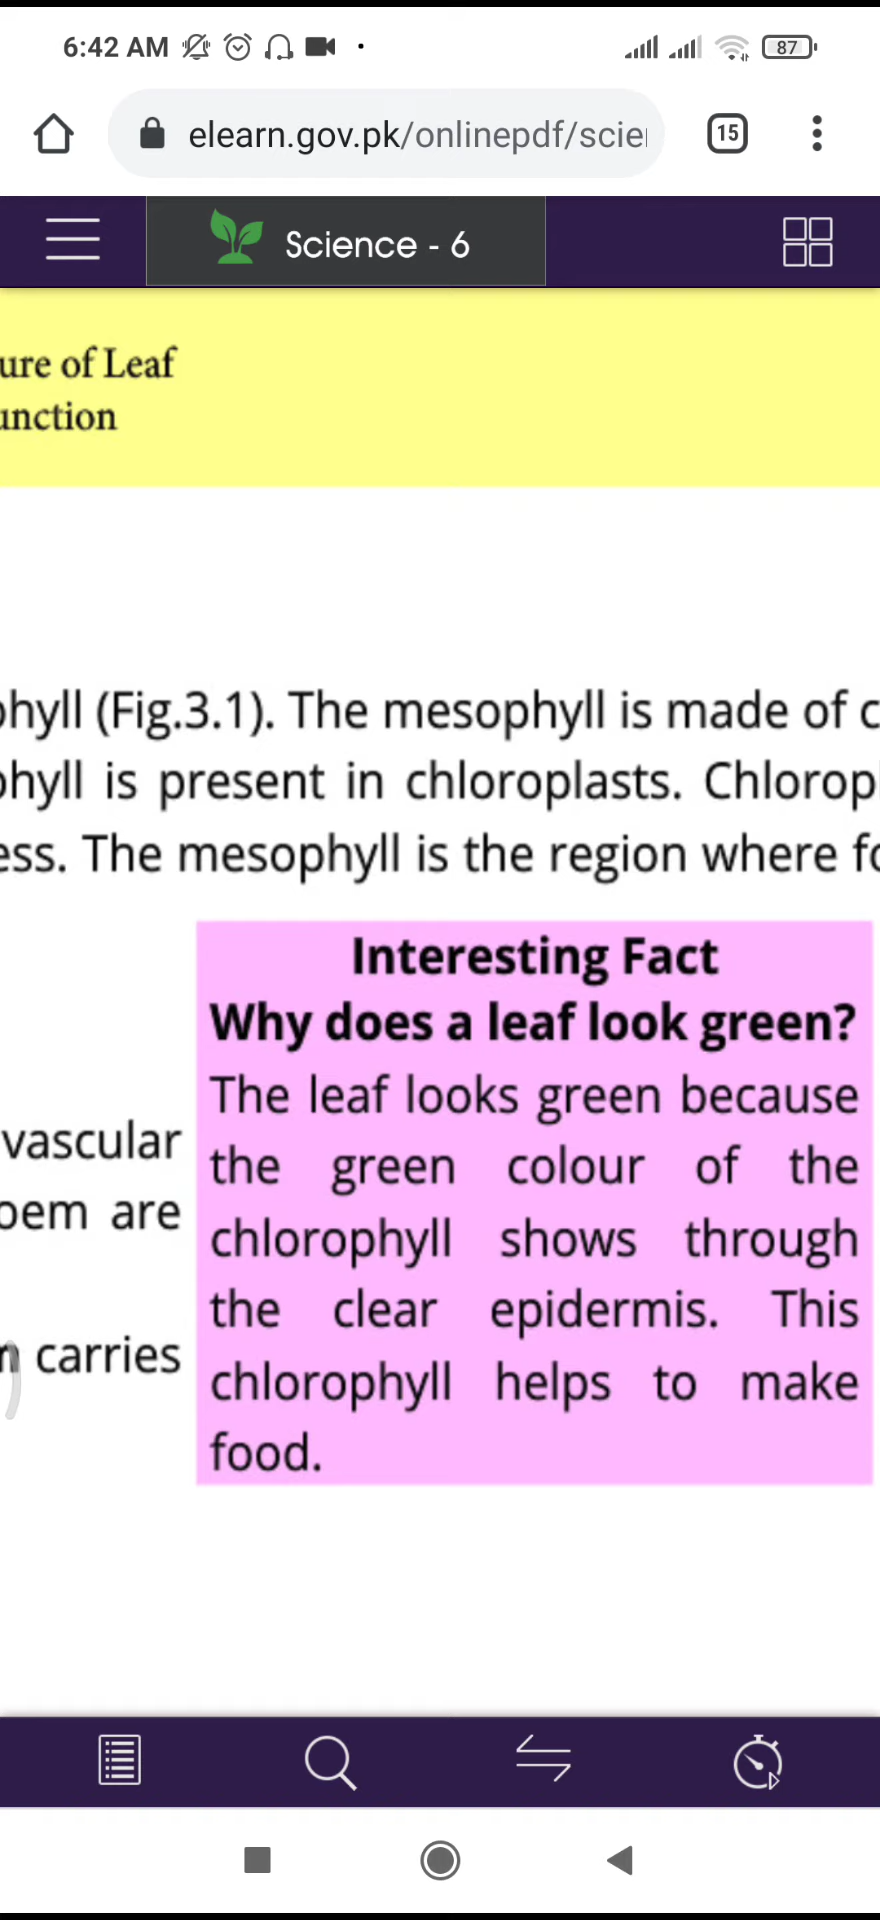 6:42 AM
87
elearn.gov.pk/onlinepdf/scie
15
Science - 6
ure of Leaf
unction
phyll (Fig.3.1). The mesophyll is made of c
phyll is present in chloroplasts. Chlorop
ess. The mesophyll is the region where fo
Interesting Fact
Why does a leaf look green?
The leaf looks green because
the green colour of the
chlorophyll shows through
the clear epidermis. This
chlorophyll helps to make
food.
vascular
oem are
n carries